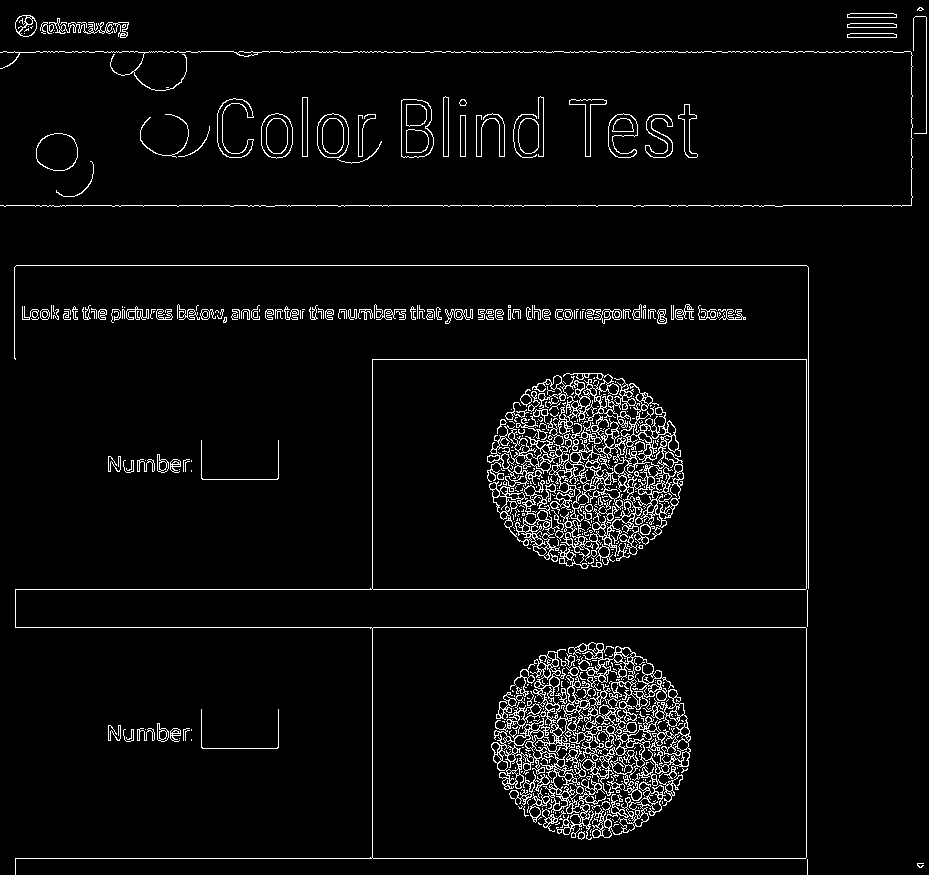 colormax.org
Color Blind Test
Look at the pictures below, and enter the numbers that you see in the corresponding left boxes.
Number:
Number: